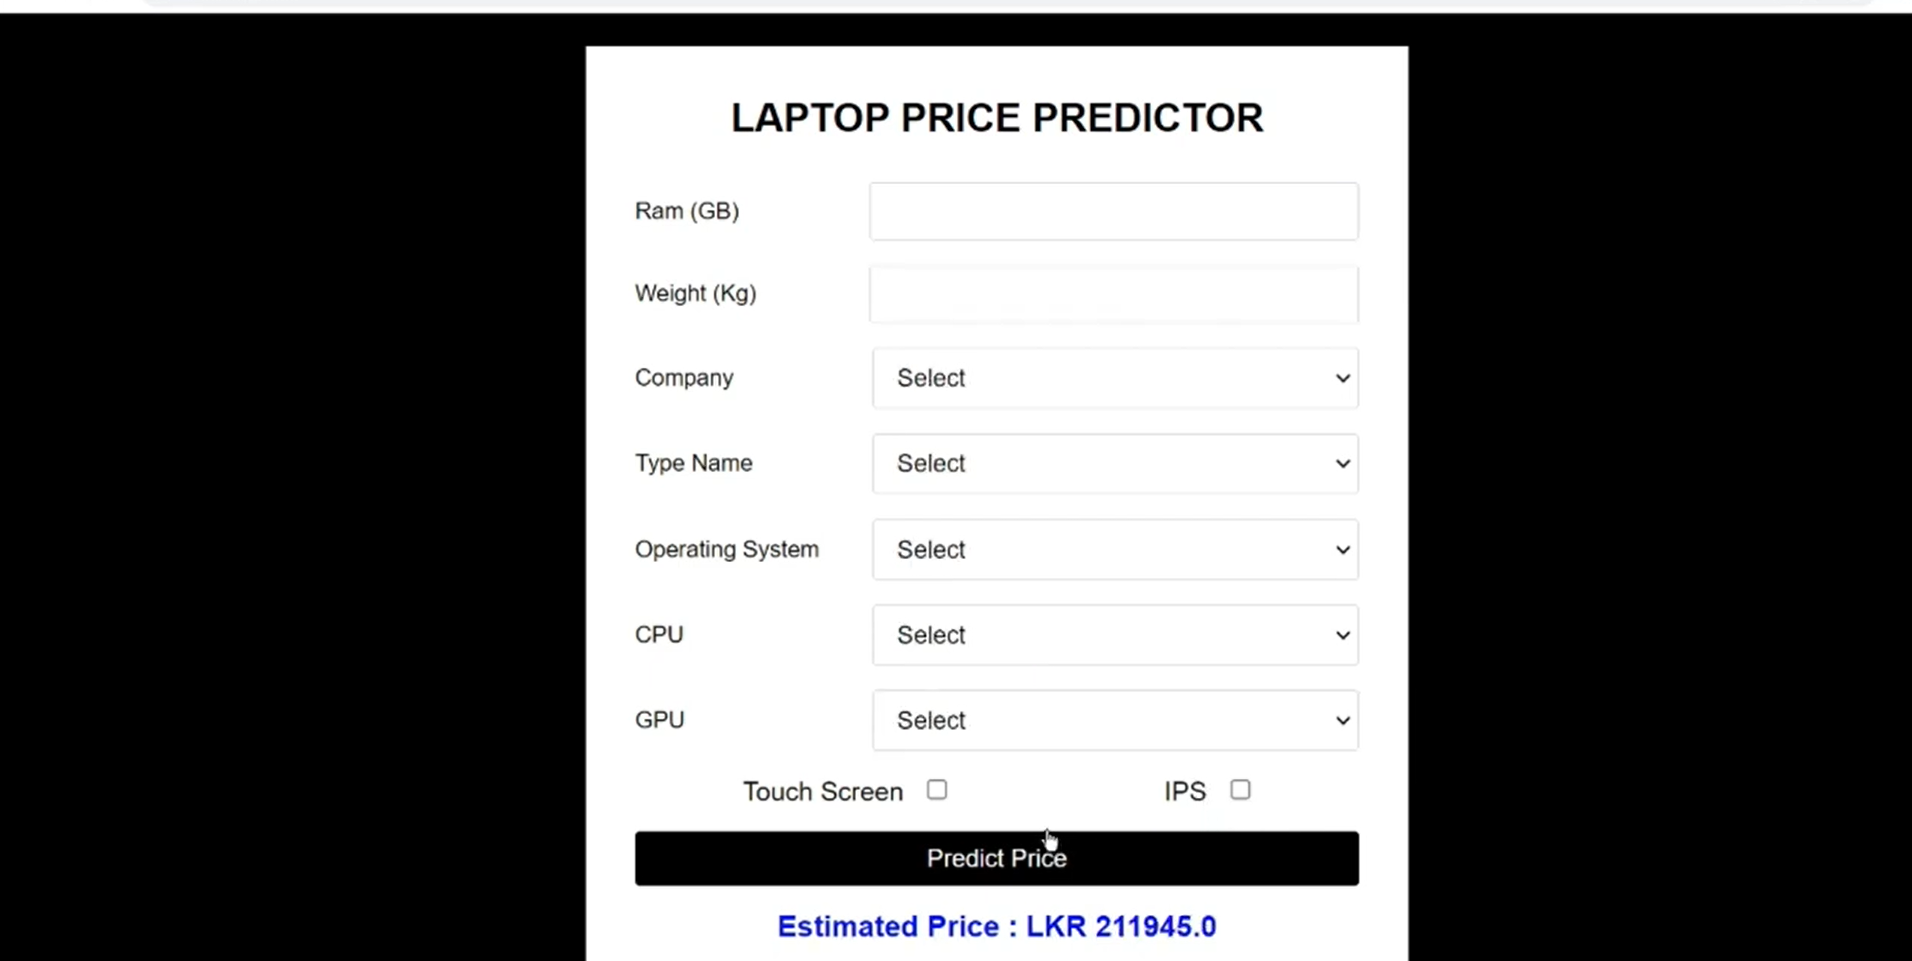 LAPTOP PRICE PREDICTOR
Ram (GB)
Weight (Kg)
Company Select
Type Name Select
Operating System Select
CPU Select
GPU Select
Touch Screen IPS
Predict Price
Estimated Price : LKR 211945.0